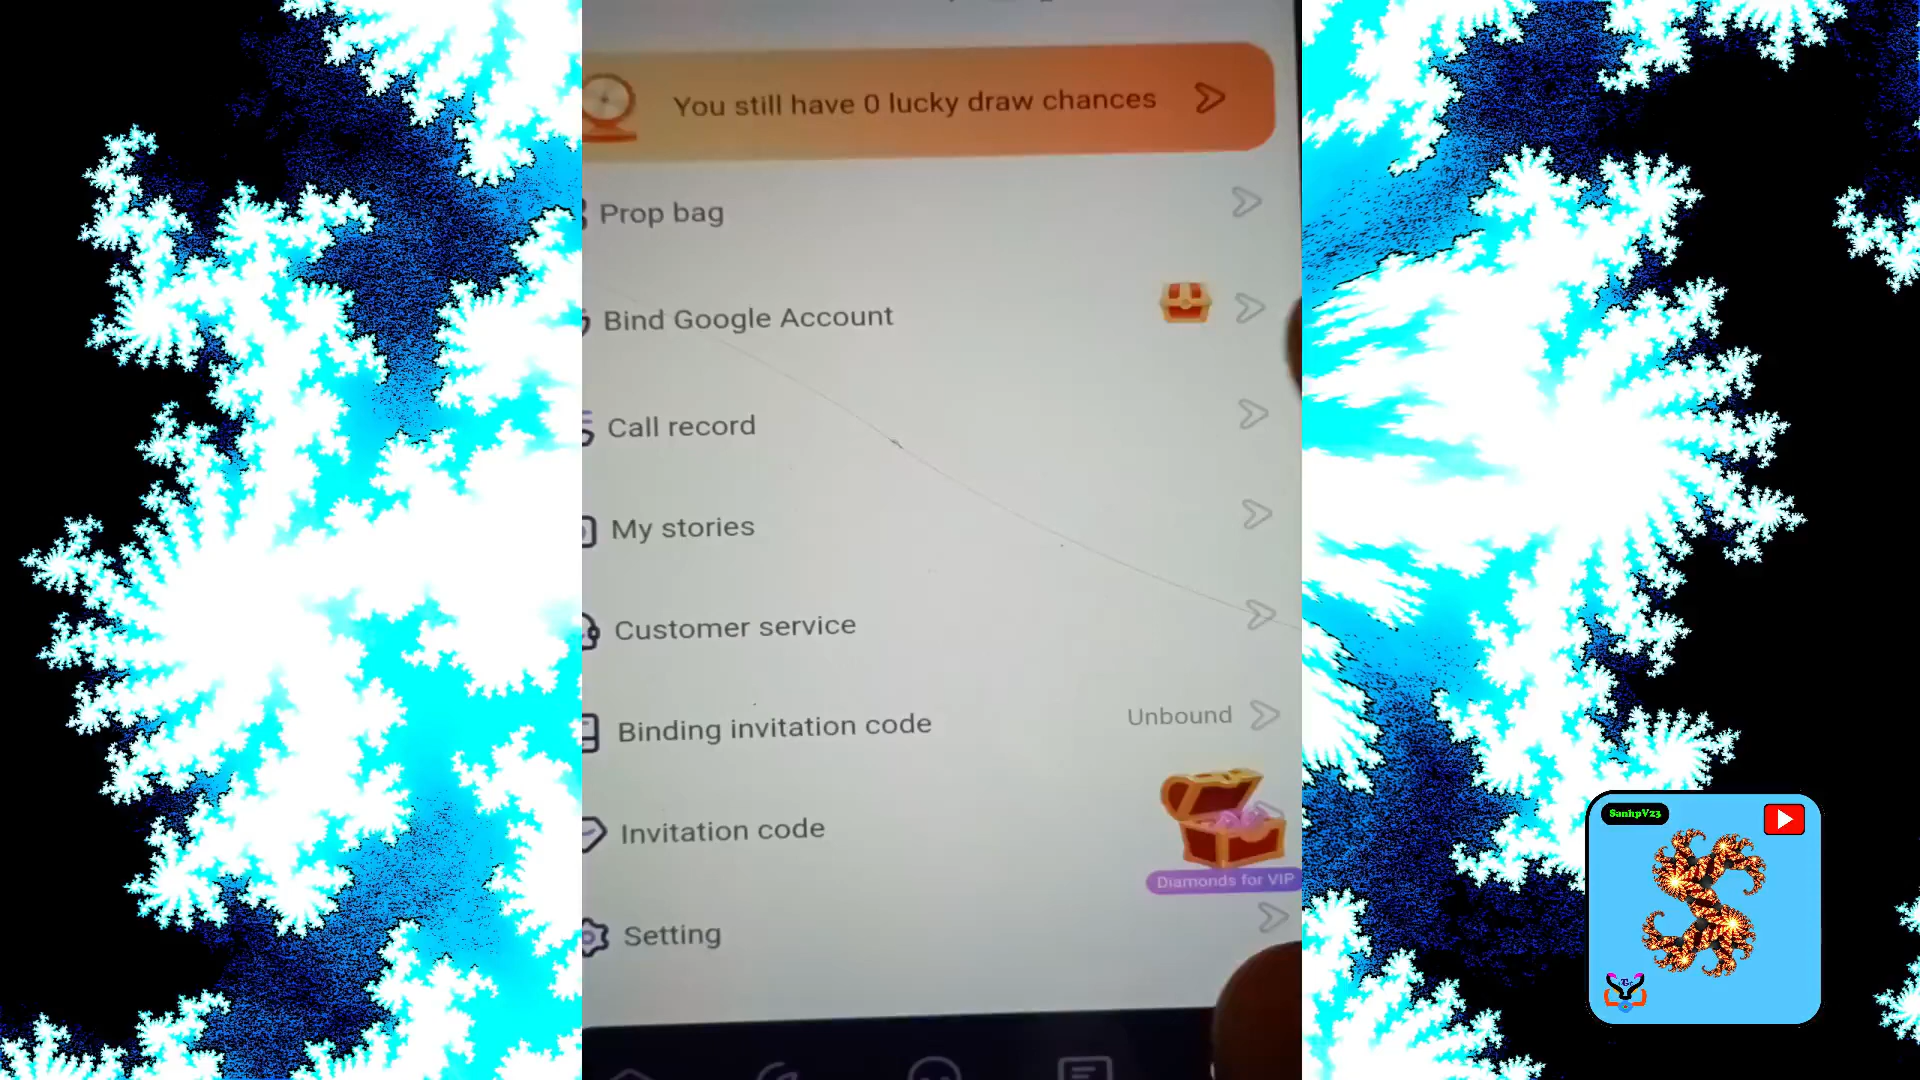 You still have 0 lucky draw chances
Prop bag
Bind Google Account
Call record
My stories
Customer service
Binding invitation code
Unbound
Invitation code
Diamonds for VIP
Setting
SanhpV23